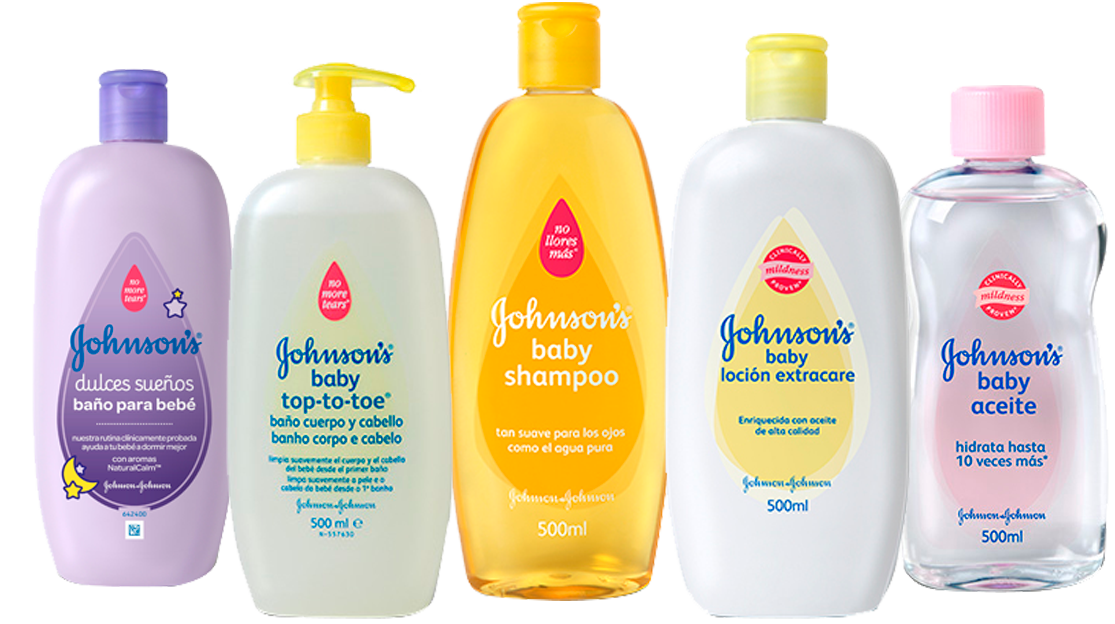 no
more
tears®
Johnson's®
dulces sueños
baño para bebé
nuestra rutina clínicamente probada
ayuda a tu bebé a dormir mejor
con aromas
NaturalCalm™
Johnson & Johnson
642400
no
more
tears®
Johnson's®
baby
top-to-toe®
baño cuerpo y cabello
banho corpo e cabelo
limpia suavemente el cuerpo y el cabello
del bebé desde el primer baño
limpa suavemente a pele e o
cabelo do bebé desde o 1º banho
Johnson & Johnson
500 ml e
R-557630
no
llores
más®
Johnson's®
baby
shampoo
tan suave para los ojos
como el agua pura
Johnson & Johnson
500ml
CLINICALLY
mildness
PROVEN®
Johnson's®
baby
loción extracare
Enriquecida con aceite
de alta calidad
Johnson & Johnson
500ml
CLINICALLY
mildness
PROVEN®
Johnson's®
baby
aceite
hidrata hasta
10 veces más*
Johnson & Johnson
500ml